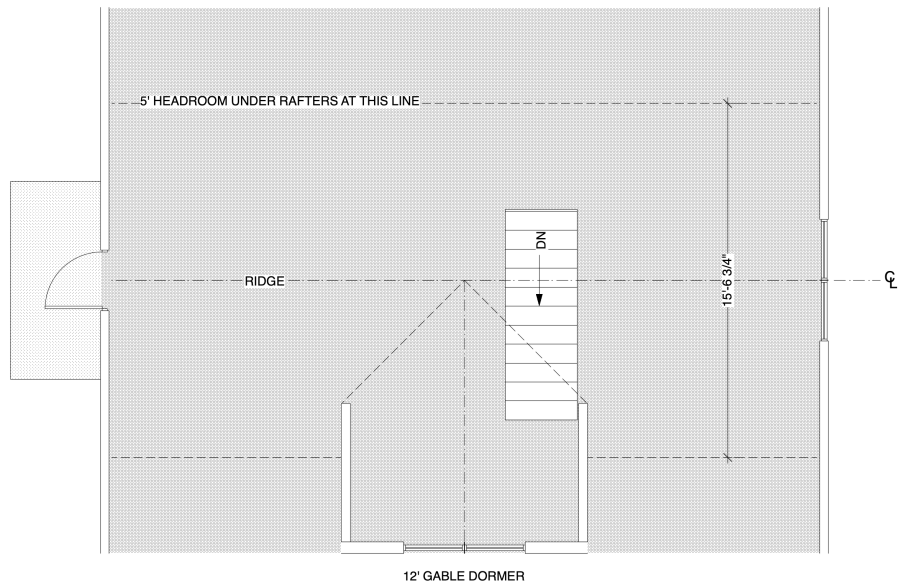 5' HEADROOM UNDER RAFTERS AT THIS LINE
DN
RIDGE
15'-6 3/4"
CL
12' GABLE DORMER